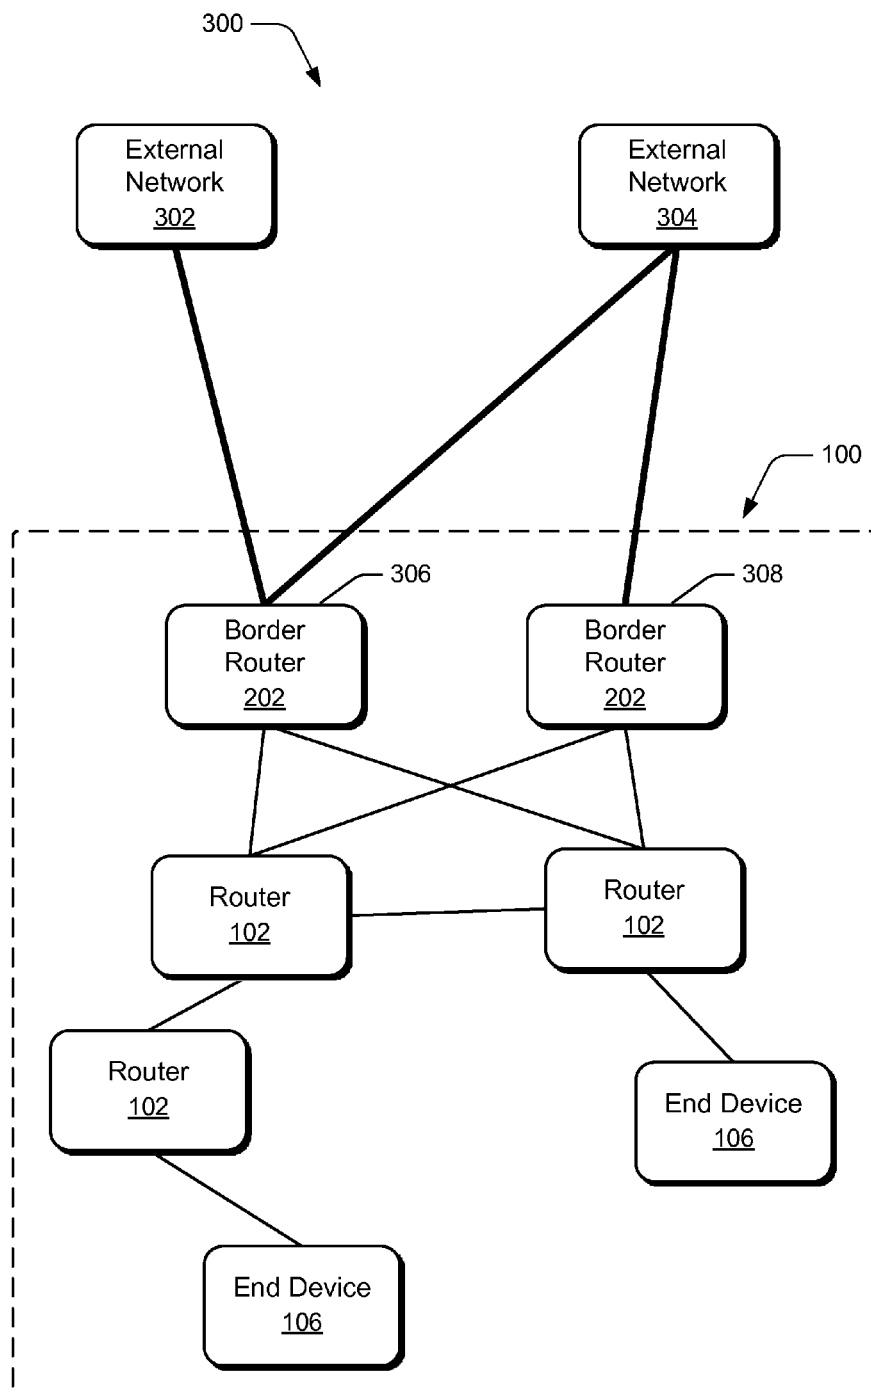 300
External
Network
302
External
Network
304
100
306
308
Border
Router
202
Border
Router
202
Router
102
Router
102
Router
102
End Device
106
End Device
106